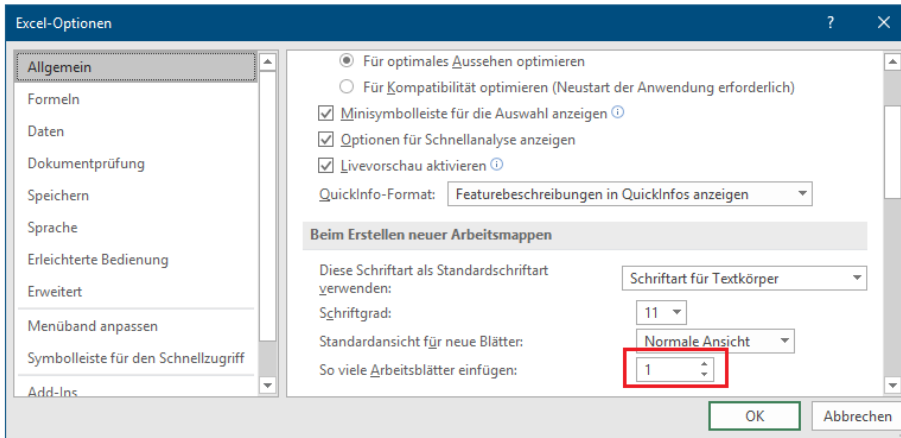 Excel-Optionen
Allgemein
Formeln
Daten
Dokumentprüfung
Speichern
Sprache
Erleichterte Bedienung
Erweitert
Menüband anpassen
Symbolleiste für den Schnellzugriff
Add-Ins
Für optimales Aussehen optimieren
Für Kompatibilität optimieren (Neustart der Anwendung erforderlich)
Minisymbolleiste für die Auswahl anzeigen
Optionen für Schnellanalyse anzeigen
Livevorschau aktivieren
QuickInfo-Format: Featurebeschreibungen in QuickInfos anzeigen
Beim Erstellen neuer Arbeitsmappen
Diese Schriftart als Standardschriftart
verwenden: Schriftart für Textkörper
Schriftgrad: 11
Standardansicht für neue Blätter: Normale Ansicht
So viele Arbeitsblätter einfügen: 1
OK Abbrechen